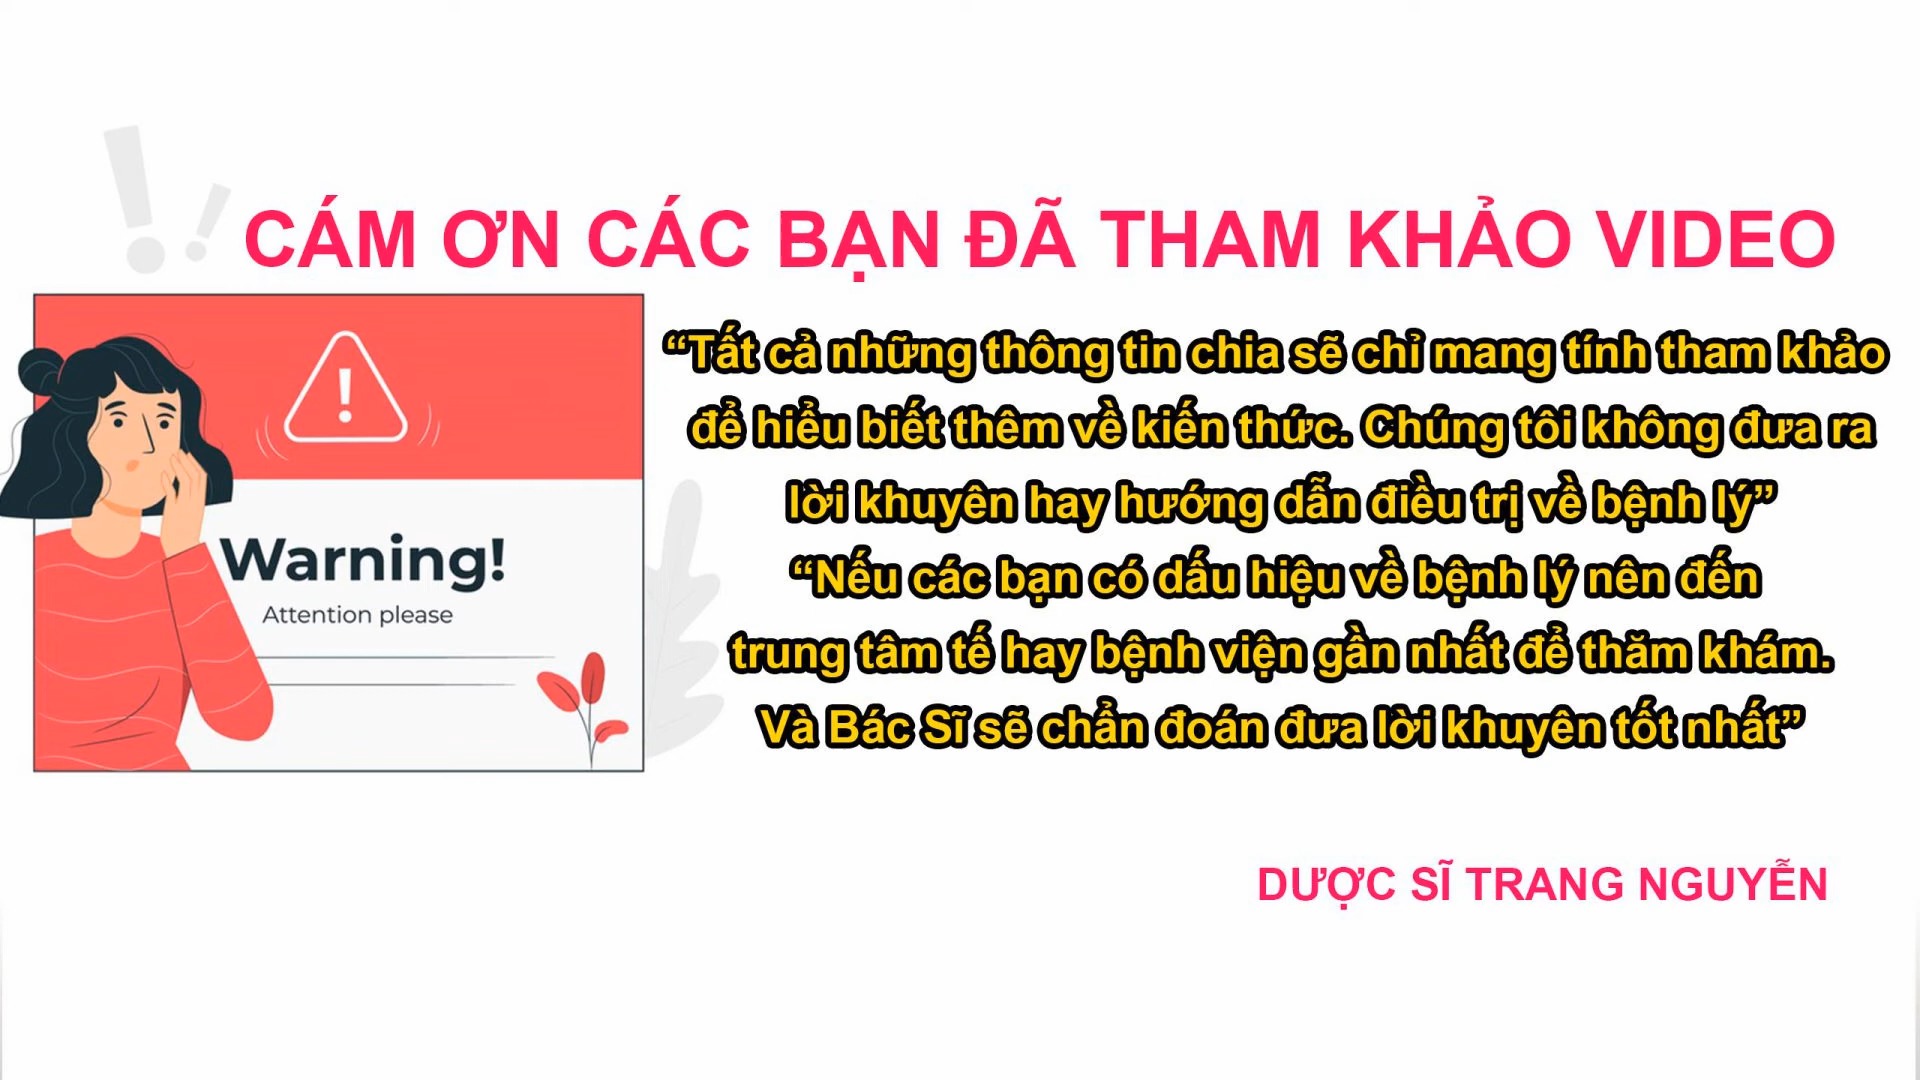 CÁM ƠN CÁC BẠN ĐÃ THAM KHẢO VIDEO
“Tất cả những thông tin chia sẽ chỉ mang tính tham khảo
để hiểu biết thêm về kiến thức. Chúng tôi không đưa ra
lời khuyên hay hướng dẫn điều trị về bệnh lý”
“Nếu các bạn có dấu hiệu về bệnh lý nên đến
trung tâm tế hay bệnh viện gần nhất để thăm khám.
Và Bác Sĩ sẽ chẩn đoán đưa lời khuyên tốt nhất”
Warning!
Attention please
DƯỢC SĨ TRANG NGUYỄN